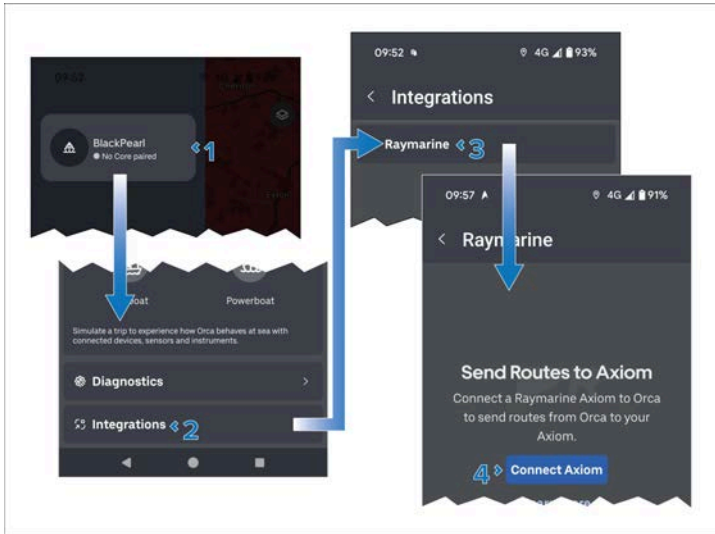 09:52
BlackPearl
No Core paired
1
boat
Powerboat
Simulate a trip to experience how Orca behaves at sea with
connected devices, sensors and instruments.
Diagnostics
Integrations
2
09:52
4G
93%
Integrations
Raymarine
3
09:57
4G
91%
Raymarine
Send Routes to Axiom
Connect a Raymarine Axiom to Orca
to send routes from Orca to your
Axiom.
4
Connect Axiom